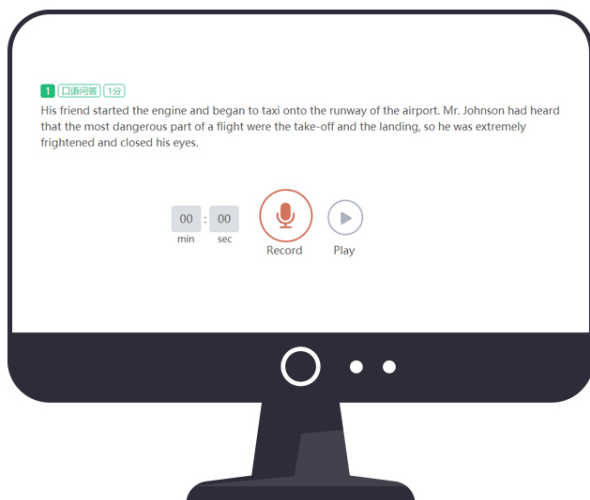 1 口语问答 1分
His friend started the engine and began to taxi onto the runway of the airport. Mr. Johnson had heard
that the most dangerous part of a flight were the take-off and the landing, so he was extremely
frightened and closed his eyes.
00 : 00
min sec
Record Play